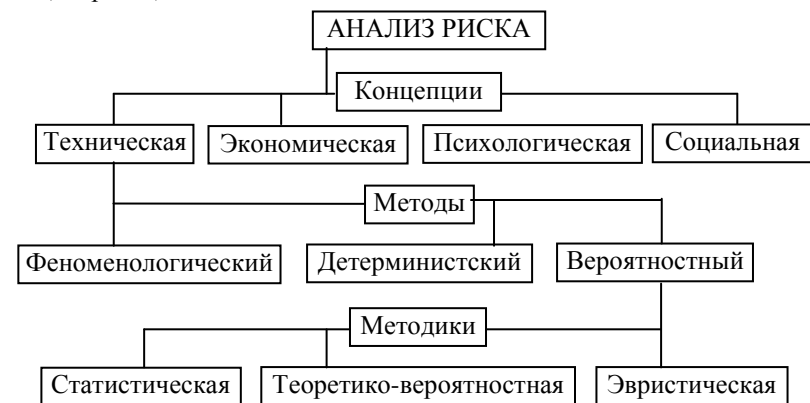 АНАЛИЗ РИСКА
Концепции
Техническая Экономическая Психологическая Социальная
Методы
Феноменологический Детерминистский Вероятностный
Методики
Статистическая Теоретико-вероятностная Эвристическая